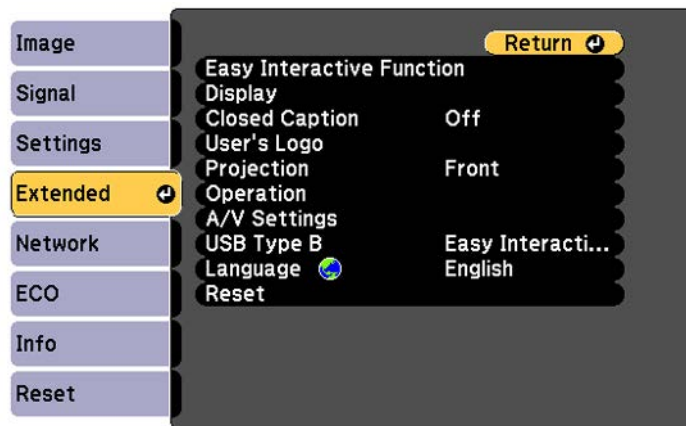 Image
Signal
Settings
Extended
Network
ECO
Info
Reset
Return
Easy Interactive Function
Display
Closed Caption Off
User's Logo
Projection Front
Operation
A/V Settings
USB Type B Easy Interacti...
Language English
Reset